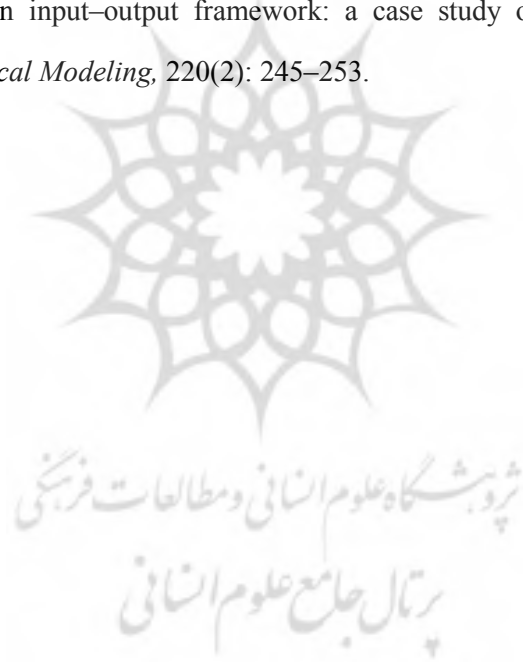 n input–output framework: a case study o
cal Modeling, 220(2): 245–253.
پژوهشگاه علوم انسانی و مطالعات فرهنگی
پرتال جامع علوم انسانی